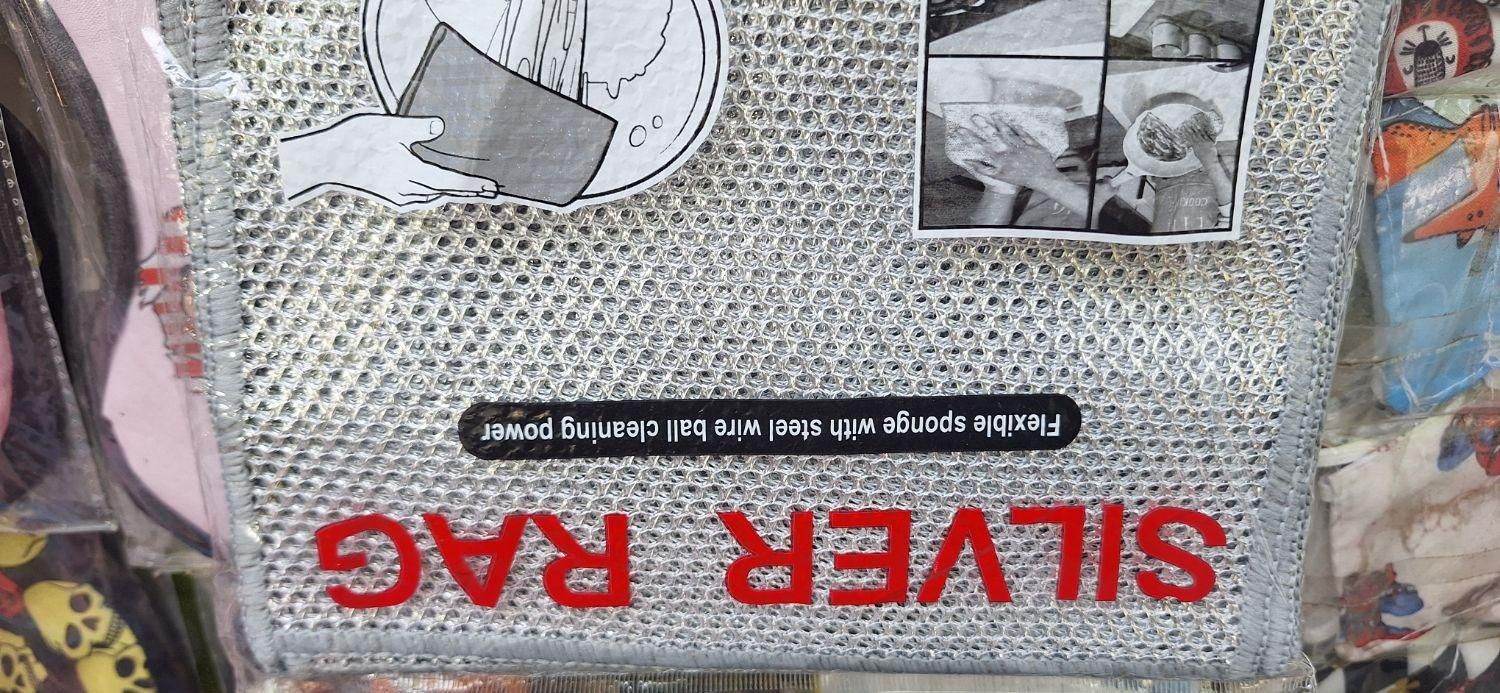 SILVER RAG
Flexible sponge with steel wire ball cleaning power